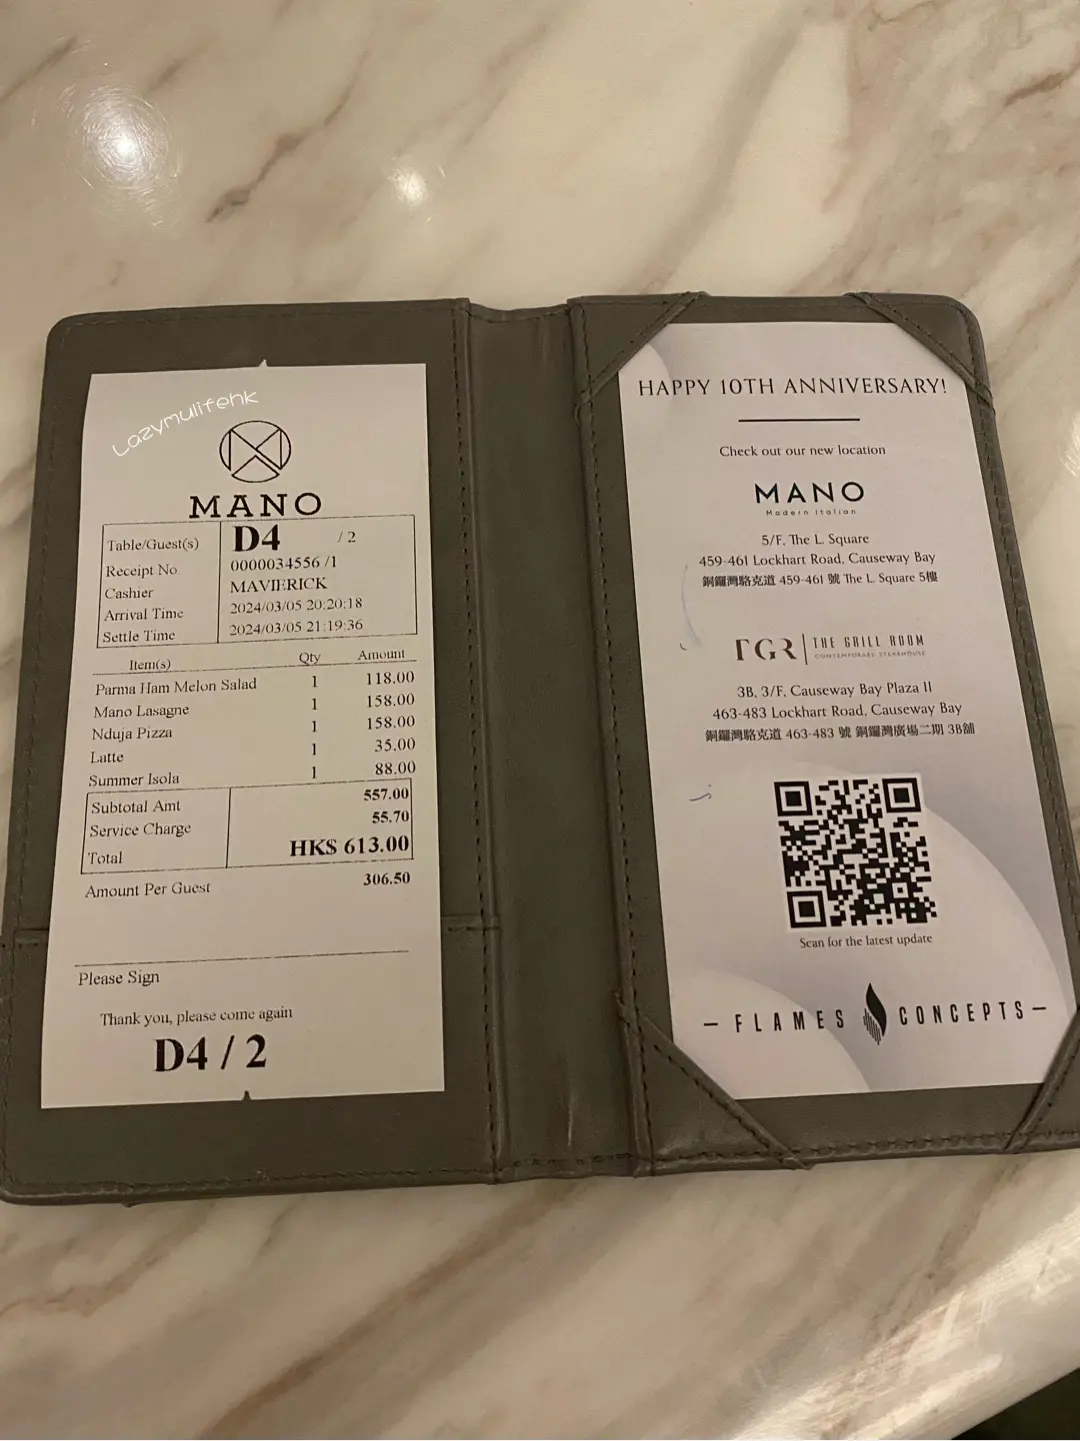 Lazymulifehk
MANO
Table/Guest(s) D4 / 2
Receipt No 0000034556 /1
Cashier MAVIERICK
Arrival Time 2024/03/05 20:20:18
Settle Time 2024/03/05 21:19:36
Item(s) Qty Amount
Parma Ham Melon Salad 1 118.00
Mano Lasagne 1 158.00
Nduja Pizza 1 158.00
Latte 1 35.00
Summer Isola 1 88.00
Subtotal Amt 557.00
Service Charge 55.70
Total HK$ 613.00
Amount Per Guest 306.50
Please Sign
Thank you, please come again
D4 / 2
HAPPY 10TH ANNIVERSARY!
Check out our new location
MANO
Modern Italian
5/F, The L. Square
459-461 Lockhart Road, Causeway Bay
銅鑼灣駱克道 459-461 號 The L. Square 5樓
TGR THE GRILL ROOM
CONTEMPORARY STEAKHOUSE
3B, 3/F, Causeway Bay Plaza II
463-483 Lockhart Road, Causeway Bay
銅鑼灣駱克道 463-483 號 銅鑼灣廣場二期 3B舖
Scan for the latest update
– FLAMES CONCEPTS –